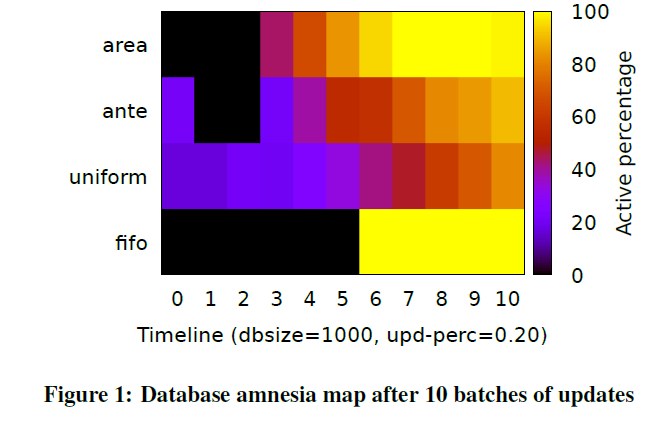 area
ante
uniform
fifo
0 1 2 3 4 5 6 7 8 9 10
Timeline (dbsize=1000, upd-perc=0.20)
100
80
60
40
20
0
Active percentage
Figure 1: Database amnesia map after 10 batches of updates